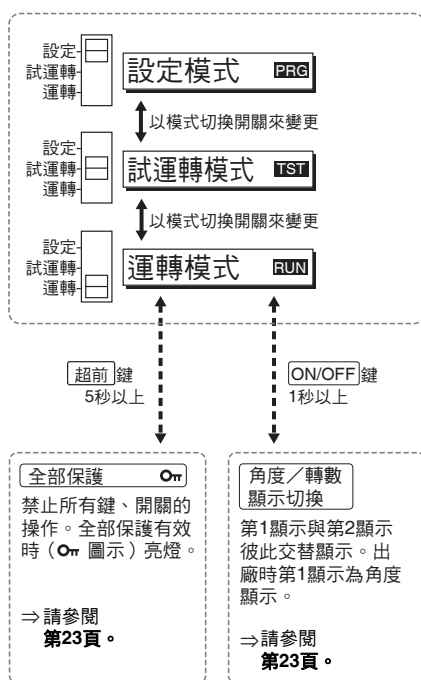 設定
試運轉
運轉
設定模式 PRG
以模式切換開關來變更
設定
試運轉
運轉
試運轉模式 TST
以模式切換開關來變更
設定
試運轉
運轉
運轉模式 RUN
超前 鍵
5秒以上
ON/OFF 鍵
1秒以上
全部保護
禁止所有鍵、開關的
操作。全部保護有效
時（ 圖示）亮燈。
⇒請參閱
第23頁。
角度／轉數
顯示切換
第1顯示與第2顯示
彼此交替顯示。出
廠時第1顯示為角度
顯示。
⇒請參閱
第23頁。